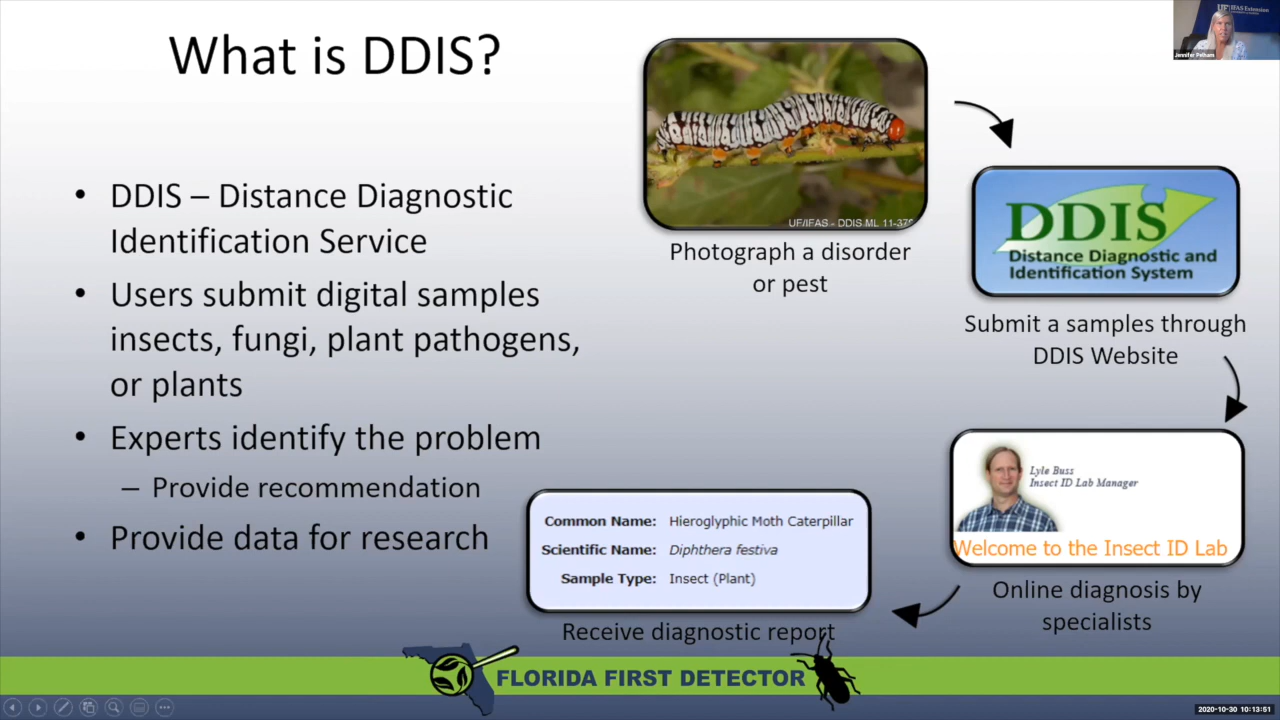 What is DDIS?
• DDIS – Distance Diagnostic
Identification Service
• Users submit digital samples
insects, fungi, plant pathogens,
or plants
• Experts identify the problem
– Provide recommendation
• Provide data for research
UF/IFAS - DDIS ML 11-376
Photograph a disorder
or pest
DDIS
Distance Diagnostic and
Identification System
Submit a samples through
DDIS Website
Lyle Buss
Insect ID Lab Manager
Welcome to the Insect ID Lab
Online diagnosis by
specialists
Common Name: Hieroglyphic Moth Caterpillar
Scientific Name: Diphthera festiva
Sample Type: Insect (Plant)
Receive diagnostic report
FLORIDA FIRST DETECTOR
UF IFAS Extension
Jennifer Pelham
2020-10-30 10:13:51